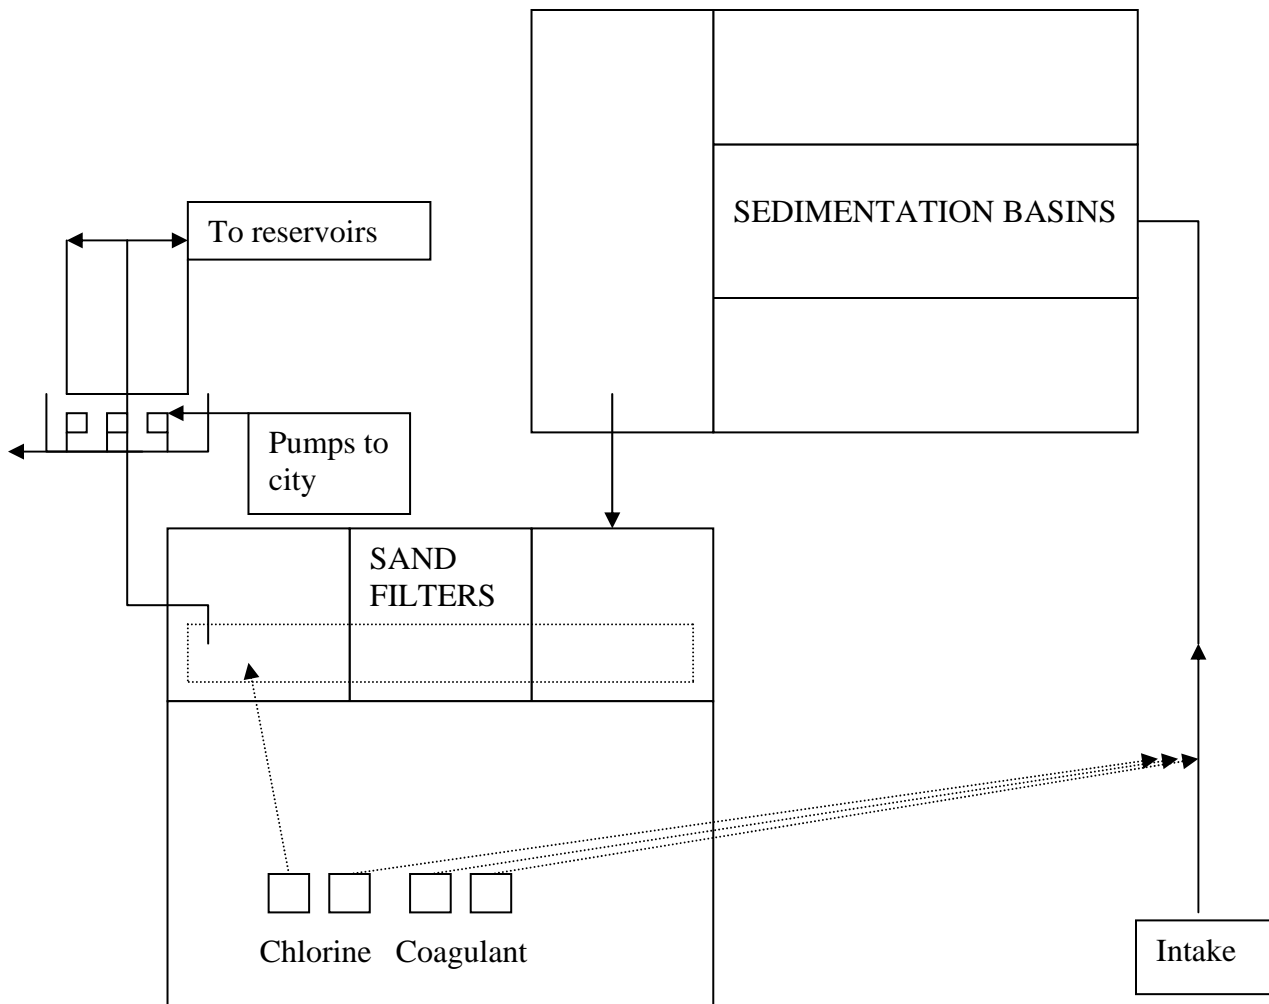 SEDIMENTATION BASINS
To reservoirs
Pumps to
city
SAND
FILTERS
Chlorine
Coagulant
Intake